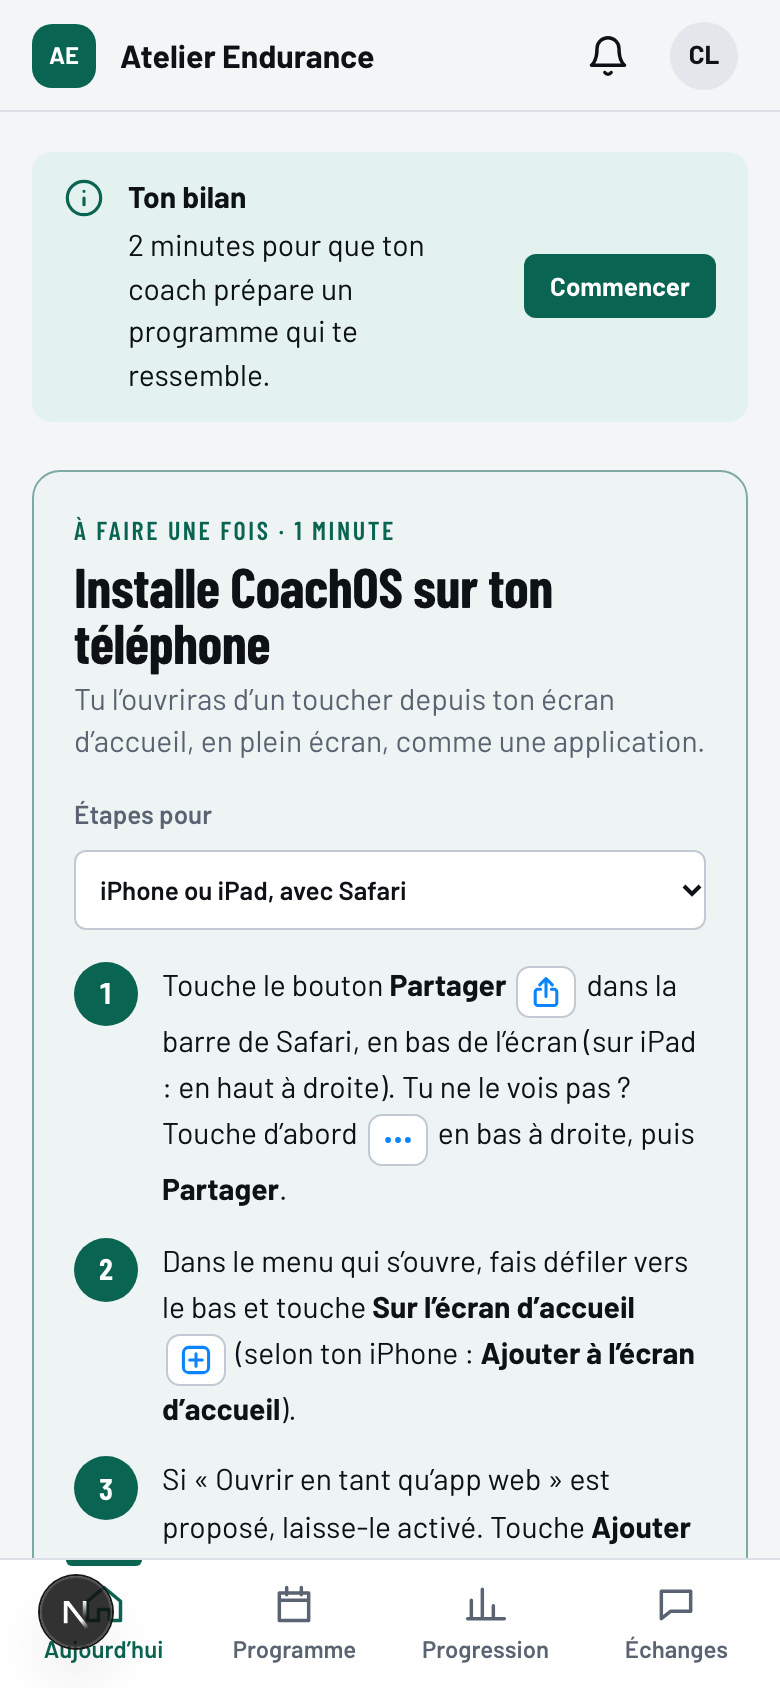 AE
Atelier Endurance
CL
Ton bilan
2 minutes pour que ton
coach prépare un
programme qui te
ressemble.
Commencer
À FAIRE UNE FOIS · 1 MINUTE
Installe CoachOS sur ton
téléphone
Tu l’ouvriras d’un toucher depuis ton écran
d’accueil, en plein écran, comme une application.
Étapes pour
iPhone ou iPad, avec Safari
1
Touche le bouton Partager dans la
barre de Safari, en bas de l’écran (sur iPad
: en haut à droite). Tu ne le vois pas ?
Touche d’abord ••• en bas à droite, puis
Partager.
2
Dans le menu qui s’ouvre, fais défiler vers
le bas et touche Sur l’écran d’accueil
(selon ton iPhone : Ajouter à l’écran
d’accueil).
3
Si « Ouvrir en tant qu’app web » est
proposé, laisse-le activé. Touche Ajouter
N
Aujourd’hui
Programme
Progression
Échanges